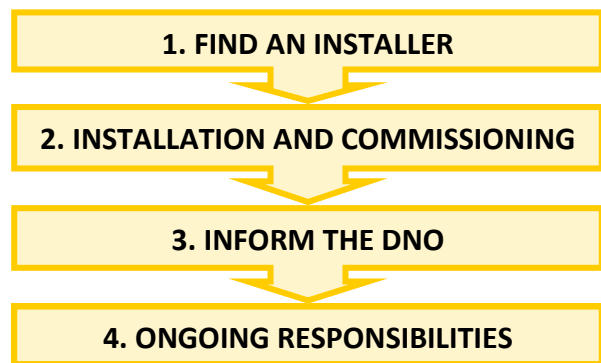 1. FIND AN INSTALLER
2. INSTALLATION AND COMMISSIONING
3. INFORM THE DNO
4. ONGOING RESPONSIBILITIES